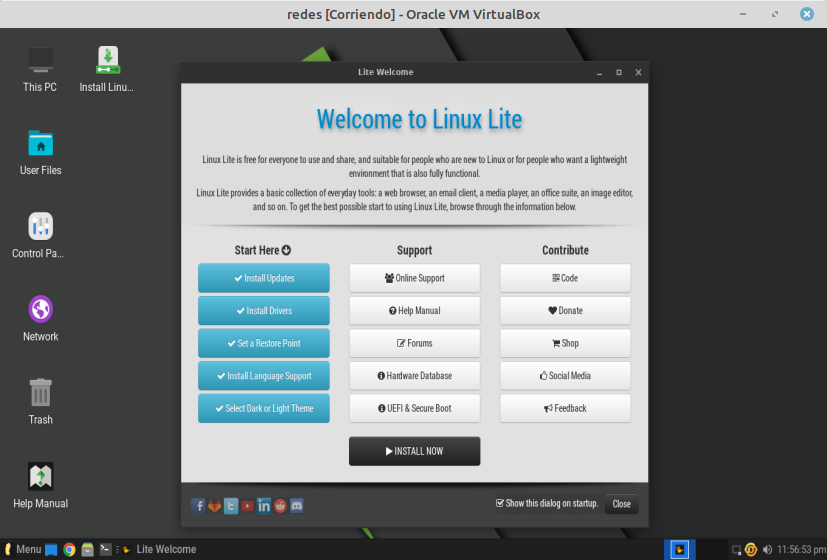 redes [Corriendo] - Oracle VM VirtualBox
This PC
Install Linu...
Lite Welcome
User Files
Control Pa...
Network
Trash
Help Manual
Welcome to Linux Lite
Linux Lite is free for everyone to use and share, and suitable for people who are new to Linux or for people who want a lightweight
environment that is also fully functional.
Linux Lite provides a basic collection of everyday tools: a web browser, an email client, a media player, an office suite, an image editor,
and so on. To get the best possible start to using Linux Lite, browse through the information below.
Start Here
Install Updates
Install Drivers
Set a Restore Point
Install Language Support
Select Dark or Light Theme
Support
Online Support
Help Manual
Forums
Hardware Database
UEFI & Secure Boot
Contribute
Code
Donate
Shop
Social Media
Feedback
INSTALL NOW
Show this dialog on startup.
Close
Menu
Lite Welcome
11:56:53 pm